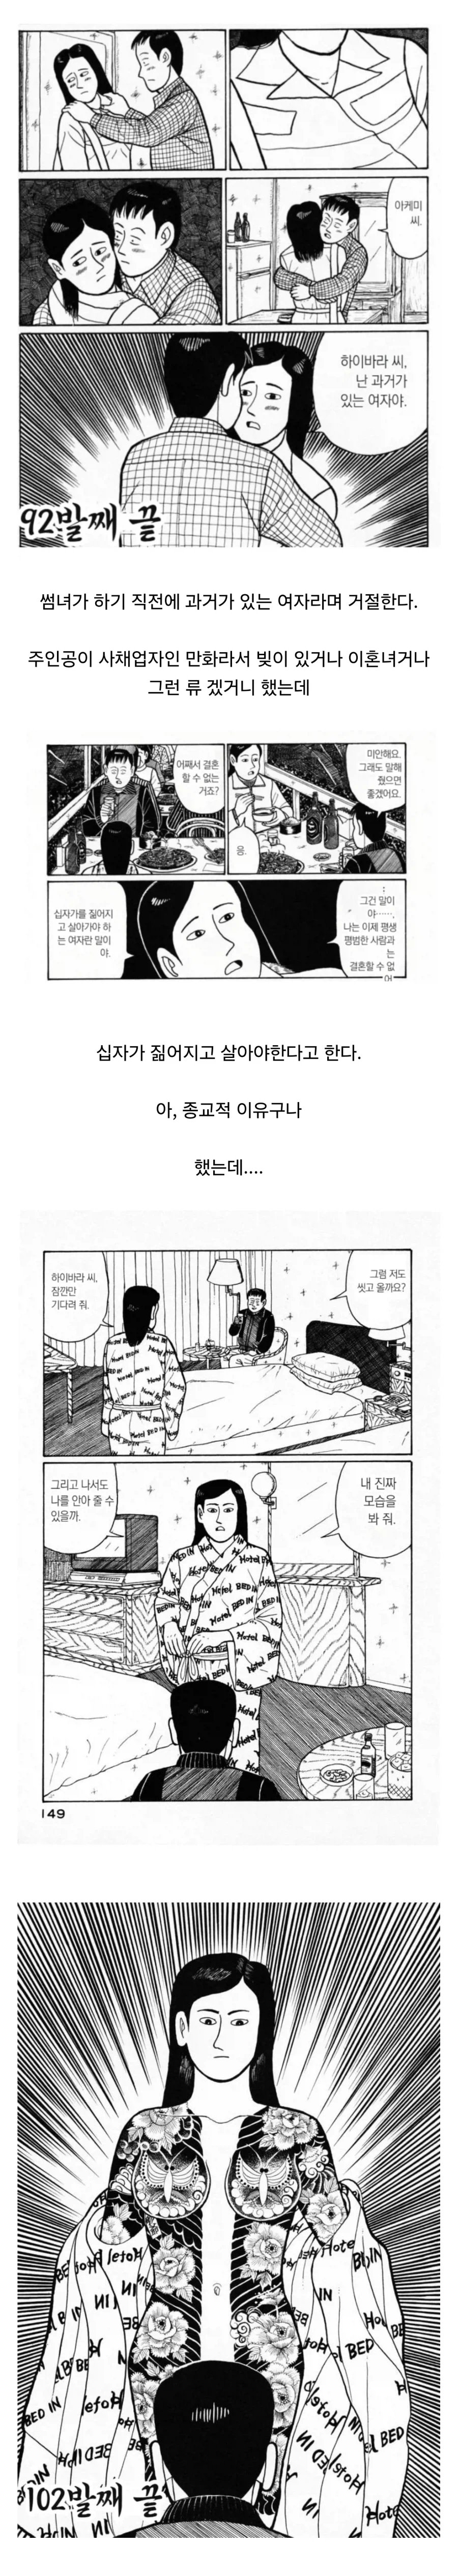 아케미
씨.
하이바라 씨,
난 과거가
있는 여자야.
92발째 끝
썸녀가 하기 직전에 과거가 있는 여자라며 거절한다.
주인공이 사채업자인 만화라서 빚이 있거나 이혼녀거나
그런 류 겠거니 했는데
어째서 결혼
할 수 없는
거죠?
미안해요.
그래도 말해
줬으면
좋겠어요.
응.
그건 말이
야……,
나는 이제 평생
평범한 사람과
는
결혼할 수 없
어
십자가를 짊어지
고 살아가야 하
는 여자란 말이
야.
십자가 짊어지고 살아야한다고 한다.
아, 종교적 이유구나
했는데....
그럼 저도
씻고 올까요?
하이바라 씨,
잠깐만
기다려 줘.
Hotel BED IN
내 진짜
모습을
봐 줘.
그리고 나서도
나를 안아 줄 수
있을까.
Hotel BED IN
149
Hotel BED IN
102발째 끝